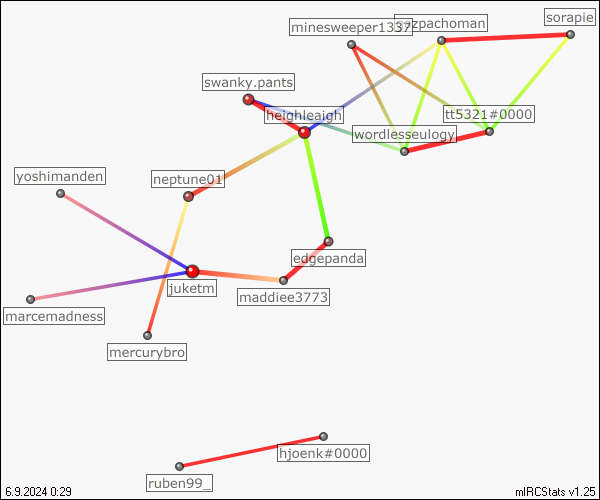 sorapie
minesweeper1337
zpachoman
swanky.pants
heighleaigh
tt5321#0000
wordlesseulogy
yoshimanden
neptune01
edgepanda
juketm
maddiee3773
marcemadness
mercurybro
hjoenk#0000
ruben99_
6.9.2024 0:29
mIRCStats v1.25